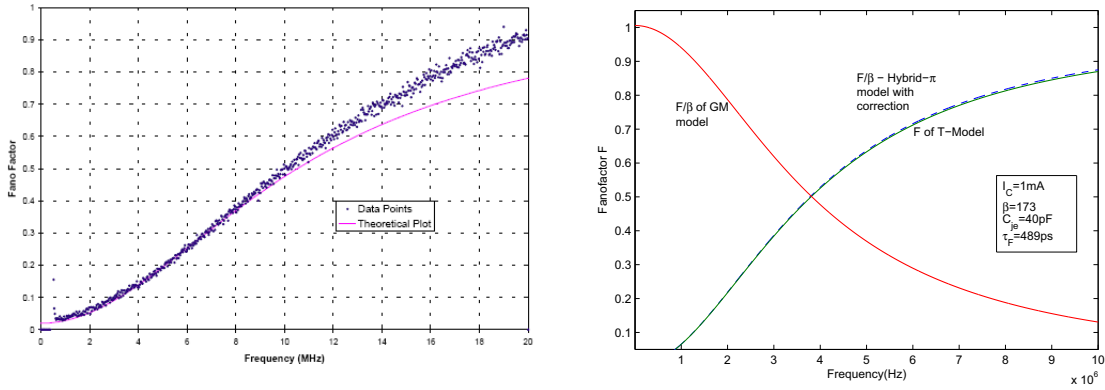 1
0.9
0.8
0.7
0.6
0.5
0.4
0.3
0.2
0.1
0
Fano Factor
0 2 4 6 8 10 12 14 16 18 20
Frequency (MHz)
Data Points
Theoretical Plot
1
0.9
0.8
0.7
0.6
0.5
0.4
0.3
0.2
0.1
Fanofactor F
1 2 3 4 5 6 7 8 9 10
Frequency(Hz)
x 10⁶
F/β of GM
model
F/β − Hybrid−π
model with
correction
F of T−Model
I_C=1mA
β=173
C_je=40pF
τ_F=489ps